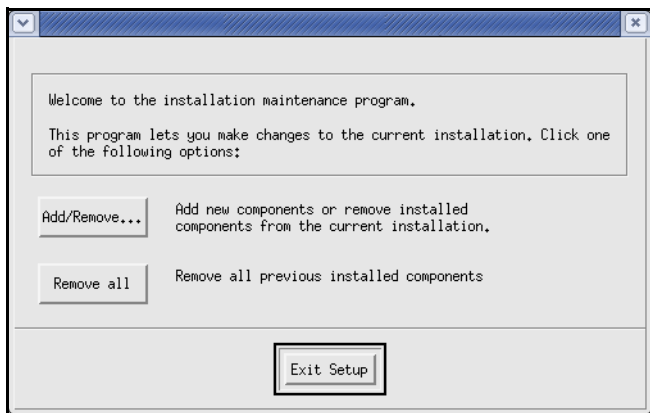 Welcome to the installation maintenance program.
This program lets you make changes to the current installation. Click one
of the following options:
Add/Remove...
Add new components or remove installed
components from the current installation.
Remove all
Remove all previous installed components
Exit Setup